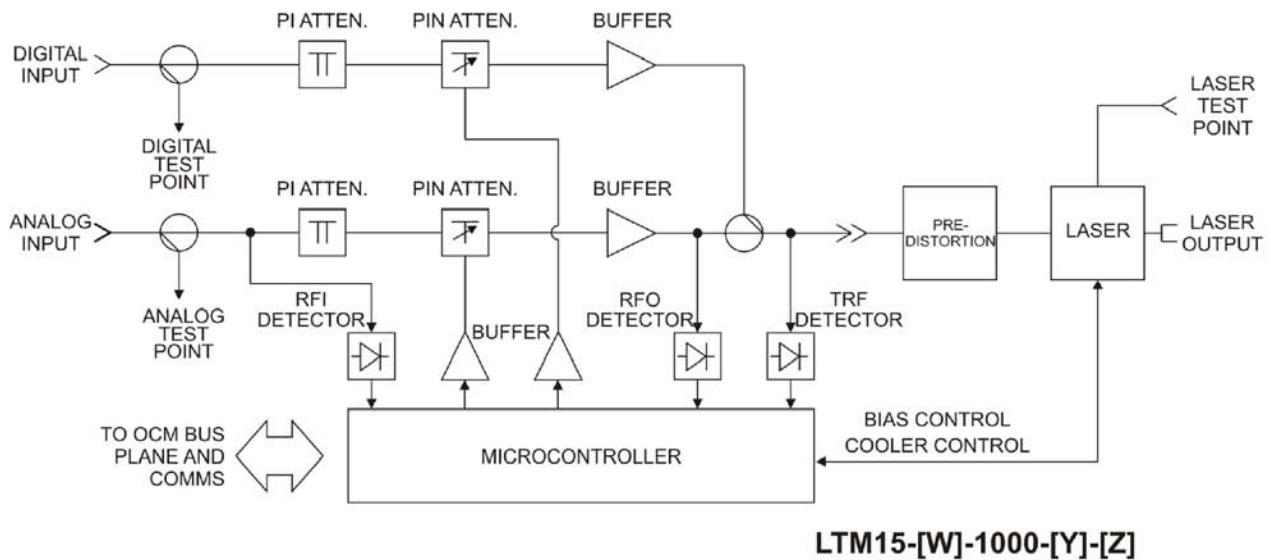 PI ATTEN.
PIN ATTEN.
BUFFER
DIGITAL
INPUT
DIGITAL
TEST
POINT
LASER
TEST
POINT
PI ATTEN.
PIN ATTEN.
BUFFER
ANALOG
INPUT
ANALOG
TEST
POINT
PRE-
DISTORTION
LASER
LASER
OUTPUT
RFI
DETECTOR
BUFFER
RFO
DETECTOR
TRF
DETECTOR
TO OCM BUS
PLANE AND
COMMS
MICROCONTROLLER
BIAS CONTROL
COOLER CONTROL
LTM15-[W]-1000-[Y]-[Z]